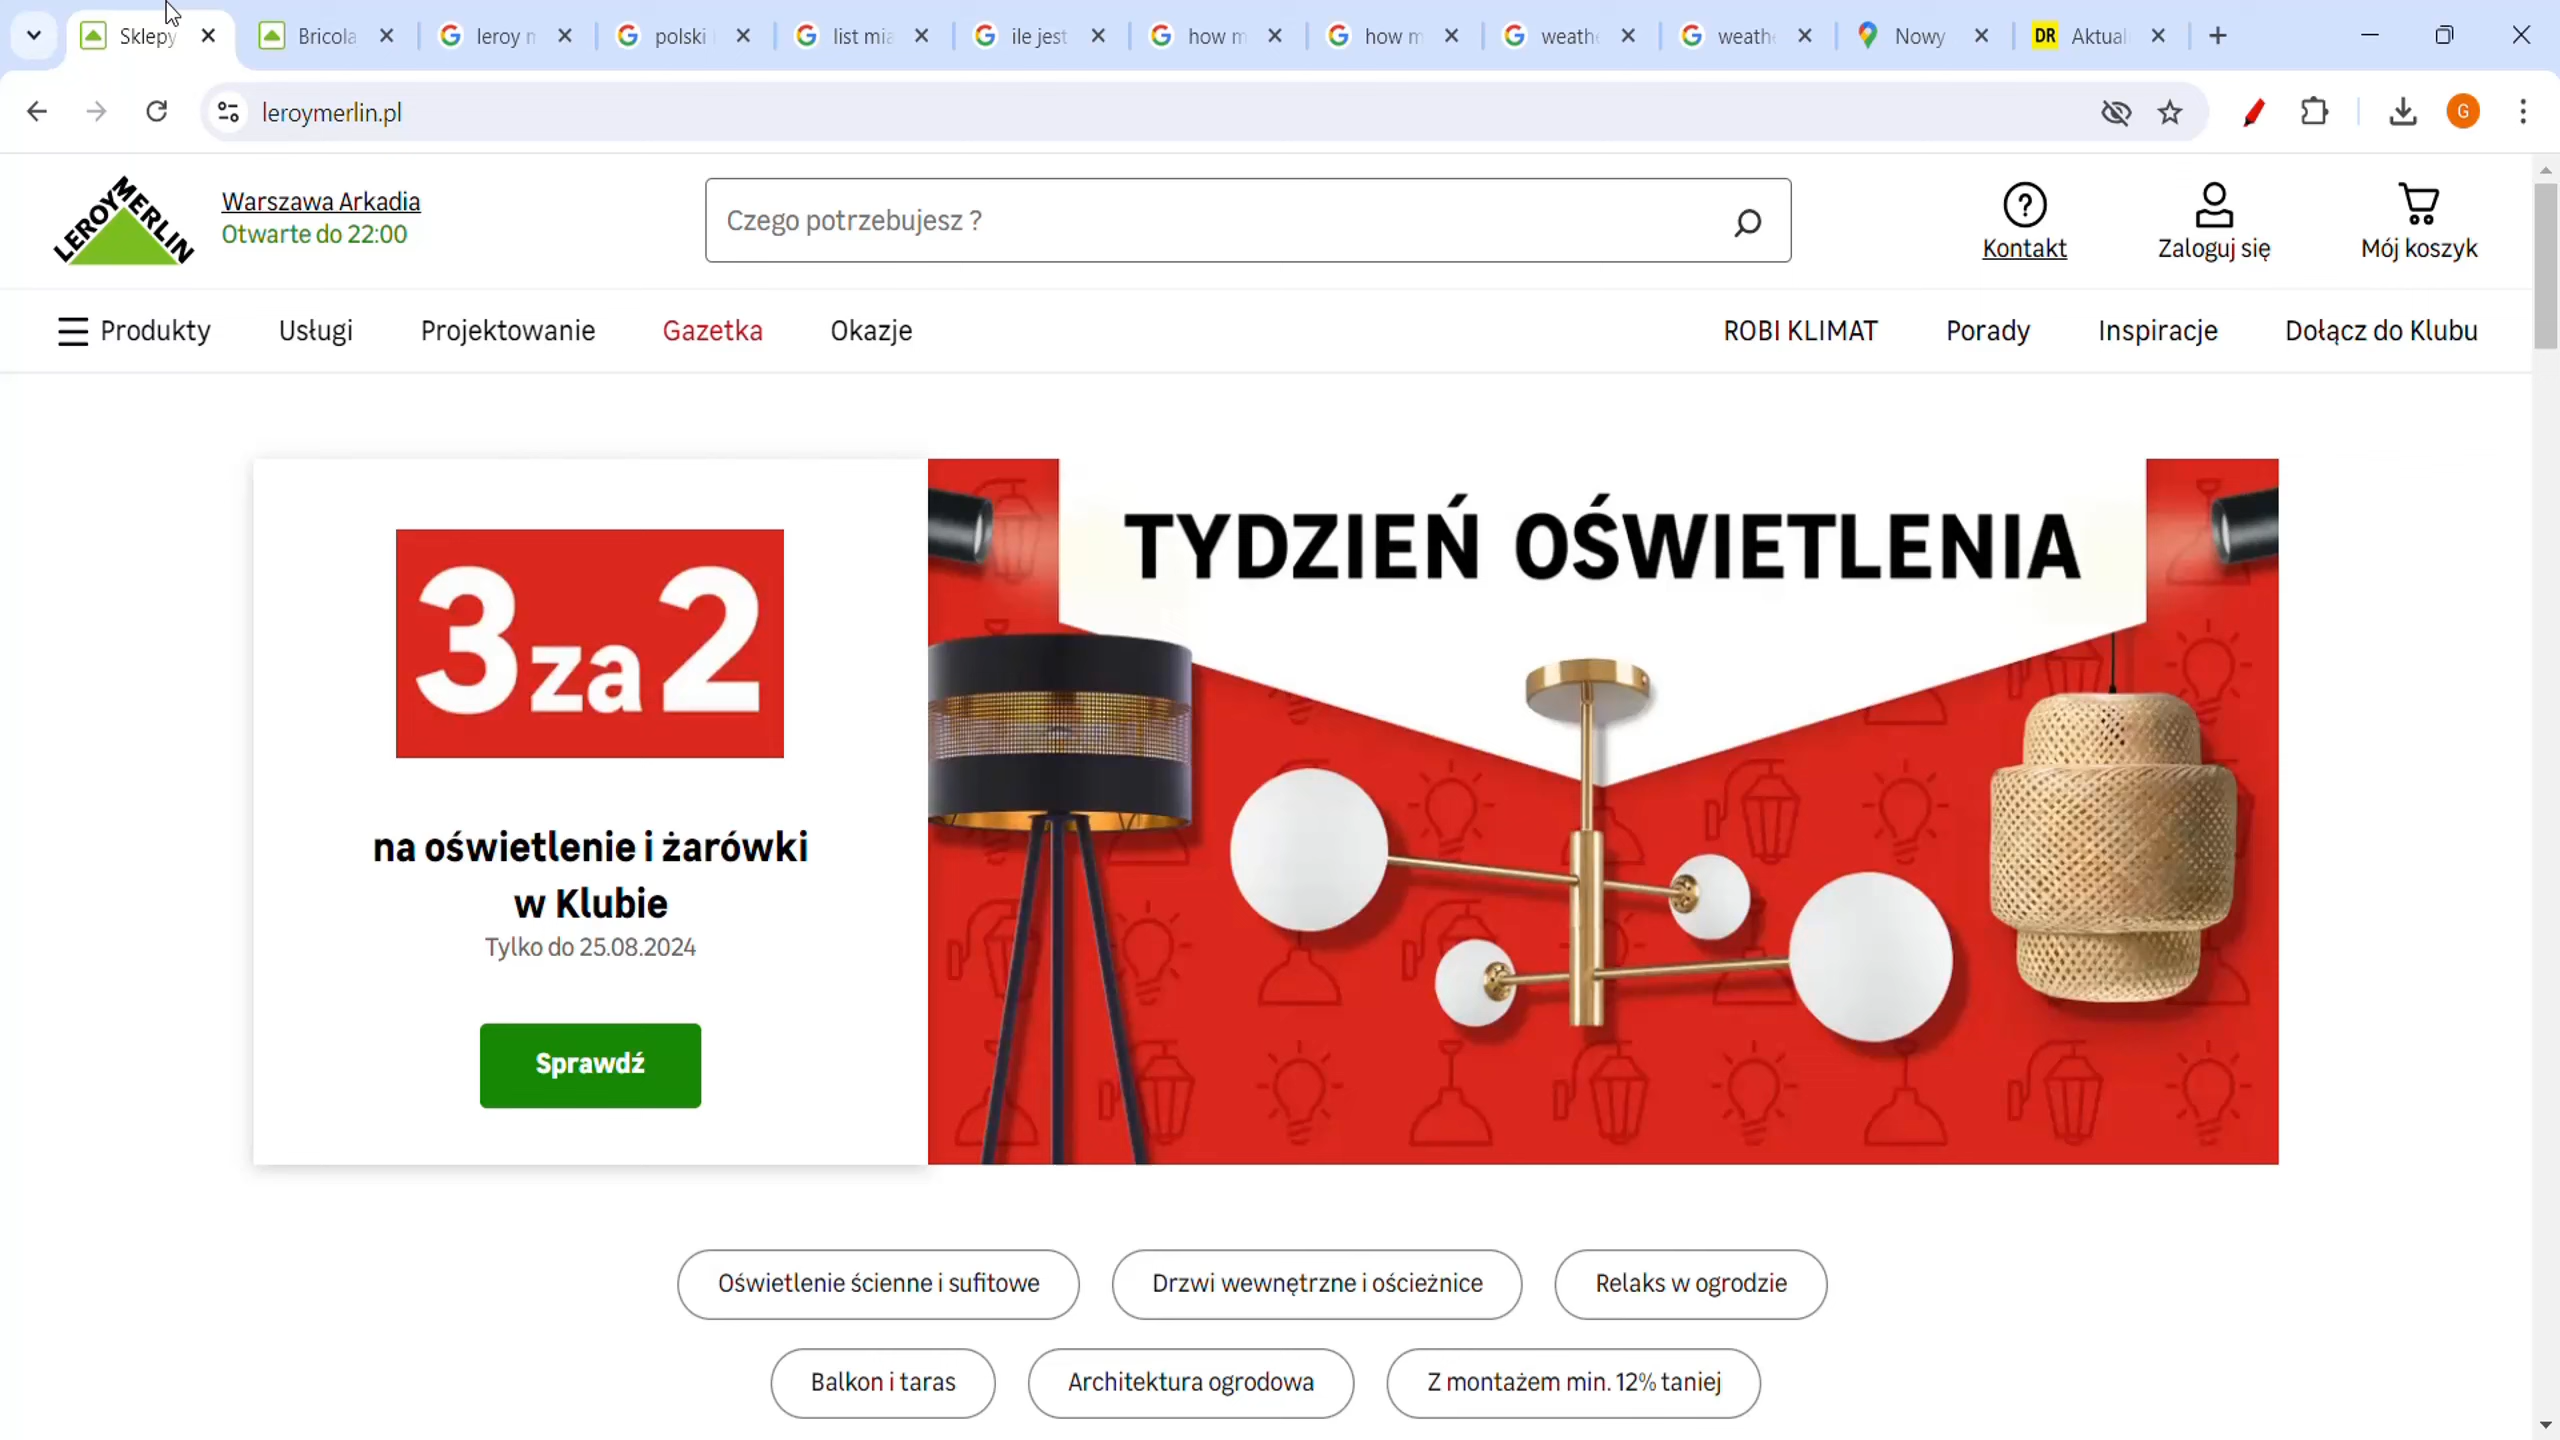 Sklepy
Bricola
leroy m
polski
list mia
ile jest
how m
how m
weath
weath
Nowy
DR Aktual
leroymerlin.pl
G
LEROY MERLIN
Warszawa Arkadia
Otwarte do 22:00
Czego potrzebujesz ?
Kontakt
Zaloguj się
Mój koszyk
Produkty
Usługi
Projektowanie
Gazetka
Okazje
ROBI KLIMAT
Porady
Inspiracje
Dołącz do Klubu
3 za 2
na oświetlenie i żarówki
w Klubie
Tylko do 25.08.2024
Sprawdź
TYDZIEŃ OŚWIETLENIA
Oświetlenie ścienne i sufitowe
Drzwi wewnętrzne i ościeżnice
Relaks w ogrodzie
Balkon i taras
Architektura ogrodowa
Z montażem min. 12% taniej